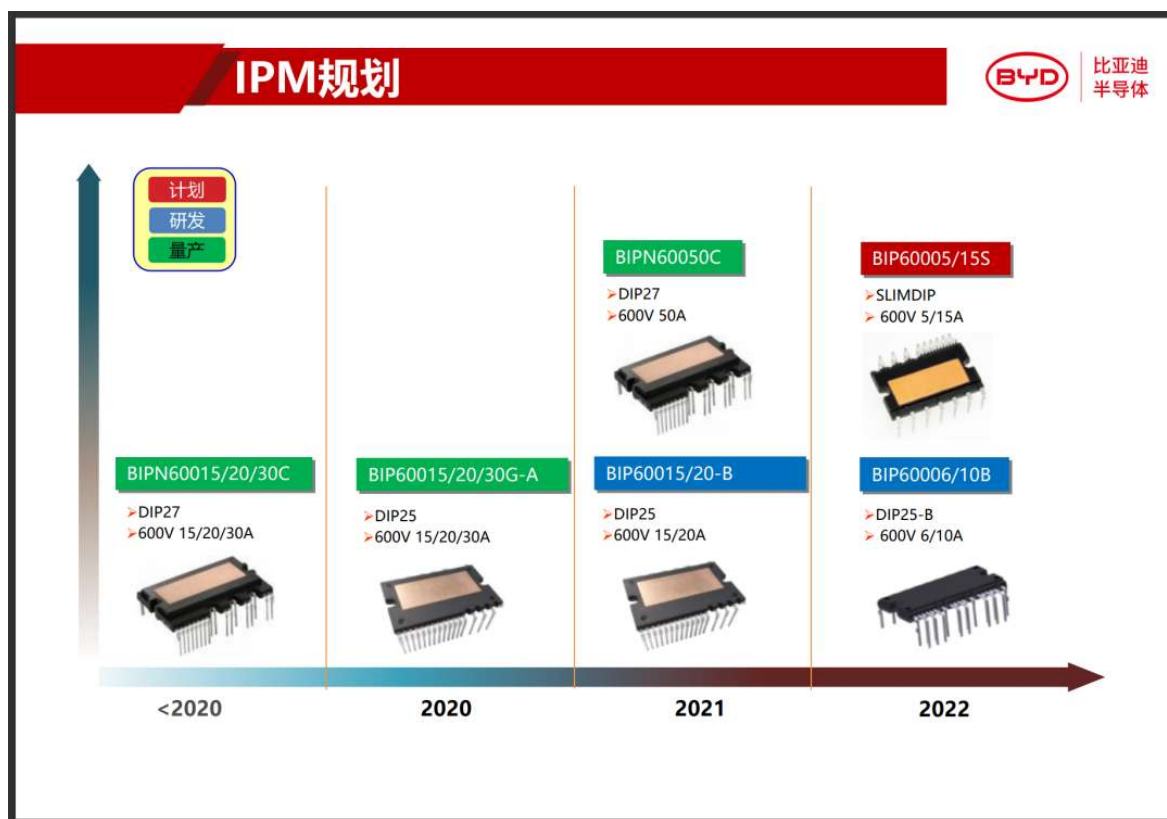 IPM规划
BYD
比亚迪
半导体
计划
研发
量产
BIPN60050C
➢DIP27
➢600V 50A
BIP60005/15S
➢SLIMDIP
➢ 600V 5/15A
BIPN60015/20/30C
➢DIP27
➢600V 15/20/30A
BIP60015/20/30G-A
➢DIP25
➢600V 15/20/30A
BIP60015/20-B
➢DIP25
➢600V 15/20A
BIP60006/10B
➢DIP25-B
➢ 600V 6/10A
<2020
2020
2021
2022